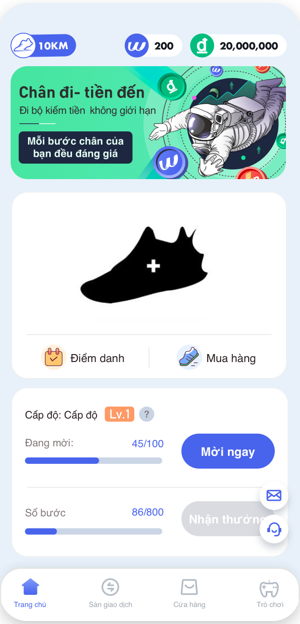 10KM
200
20,000,000
Chân đi- tiền đến
Đi bộ kiếm tiền không giới hạn
Mỗi bước chân của
bạn đều đáng giá
Điểm danh
Mua hàng
Cấp độ: Cấp độ Lv.1 ?
Đang mời: 45/100
Mời ngay
Số bước 86/800
Nhận thưởng
Trang chủ
Sàn giao dịch
Cửa hàng
Trò chơi